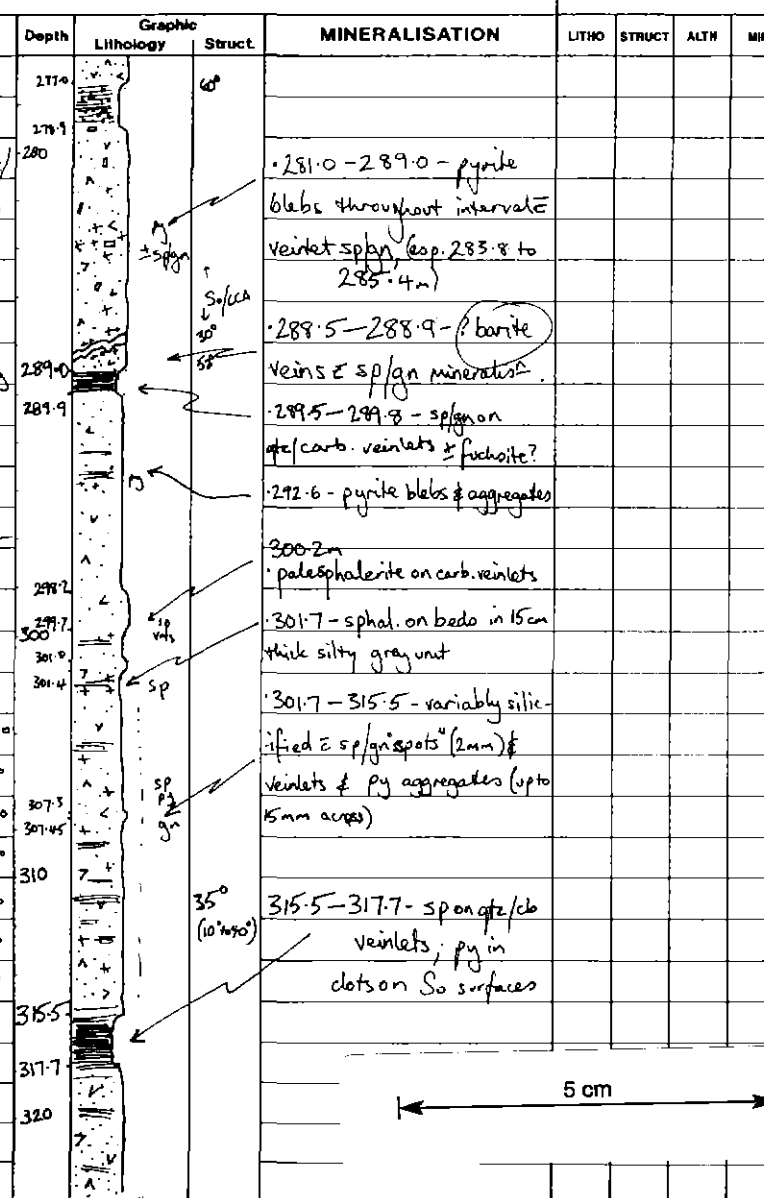 Depth
Graphic
Lithology
Struct.
MINERALISATION
LITHO
STRUCT
ALTN
277.0
60°
278.9
280
·281.0 – 289.0 – pyrite
blebs throughout interval c̄
py
± sp/gn
veinlet sp/gn, (esp. 283.8 to
285.4m)
So/LCA
30°
·288.5 – 288.9 – ? barite
289.0
55°
veins c̄ sp/gn mineralisⁿ.
289.9
·289.5 – 289.8 – sp/gn on
qtz/carb. veinlets ± fuchsite?
py
·292.6 – pyrite blebs & aggregates
300.2m
298.2
· pale sphalerite on carb. veinlets
299.7
300
sp
vnts
·301.7 – sphal. on beds in 15cm
301.0
thick silty gray unit
301.4
sp
·301.7 – 315.5 – variably silic-
ified c̄ sp/gn "spots" (2mm) &
sp
py
gn
veinlets & py aggregates (up to
307.3
307.45
15mm across)
310
35°
(10° to 40°)
315.5 – 317.7 – sp on qtz/cb
veinlets, py in
clots on So surfaces
315.5
317.7
5 cm
320